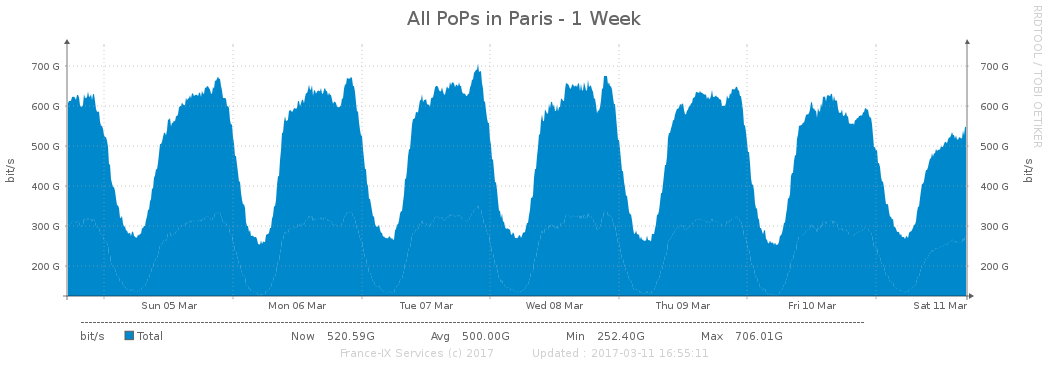 All PoPs in Paris - 1 Week
RRDTOOL / TOBI OETIKER
bit/s
700 G
600 G
500 G
400 G
300 G
200 G
700 G
600 G
500 G
400 G
300 G
200 G
bit/s
Sun 05 Mar Mon 06 Mar Tue 07 Mar Wed 08 Mar Thu 09 Mar Fri 10 Mar Sat 11 Mar
bit/s Total Now 520.59G Avg 500.00G Min 252.40G Max 706.01G
France-IX Services (c) 2017 Updated : 2017-03-11 16:55:11